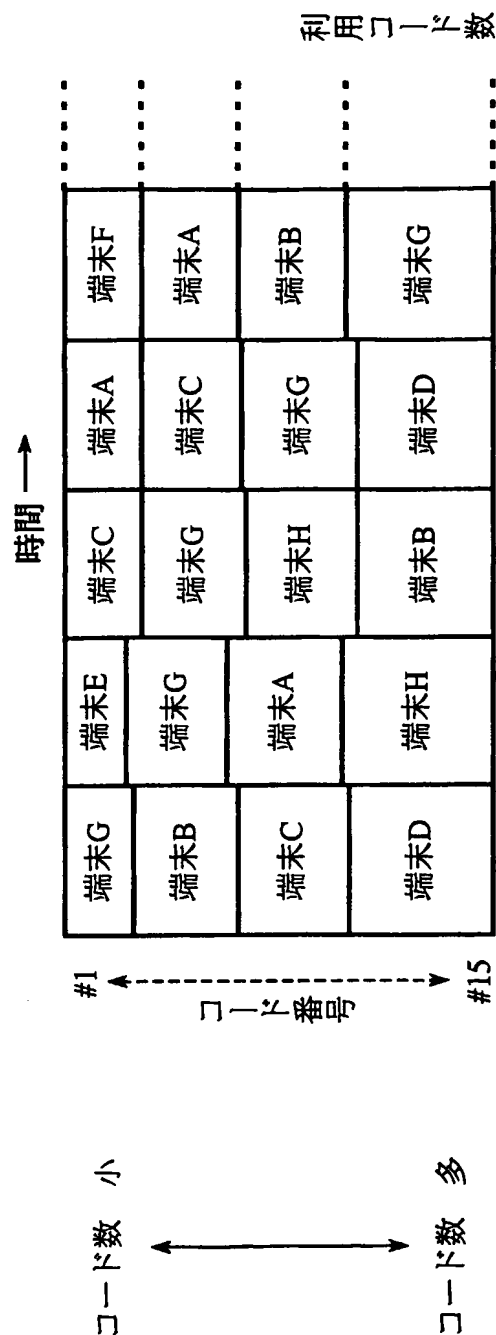 時間
コード数 小
#1
端末G
端末E
端末C
端末A
端末F
端末B
端末G
端末G
端末C
端末A
コード番号
端末C
端末A
端末H
端末G
端末B
端末D
端末H
端末B
端末D
端末G
コード数 多
#15
利用コード数